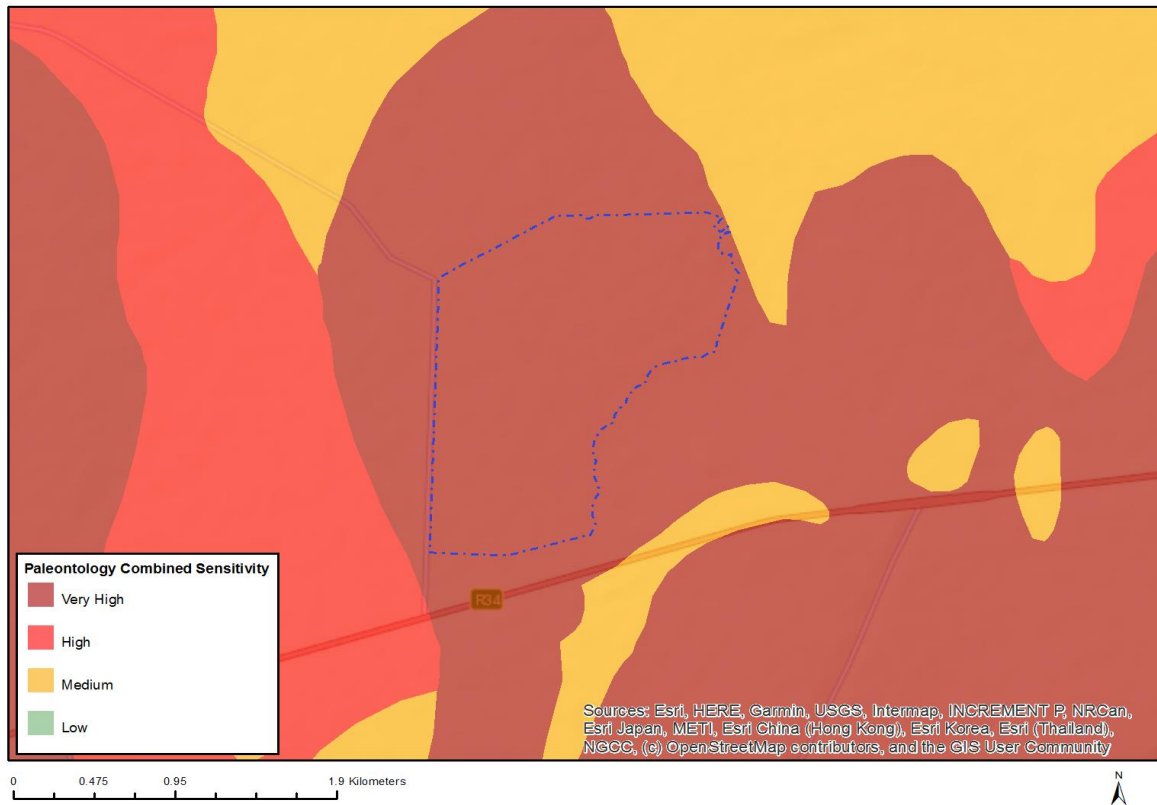 R34
Paleontology Combined Sensitivity
Very High
High
Medium
Low
Sources: Esri, HERE, Garmin, USGS, Intermap, INCREMENT P, NRCan,
Esri Japan, METI, Esri China (Hong Kong), Esri Korea, Esri (Thailand),
NGCC, (c) OpenStreetMap contributors, and the GIS User Community
0 0.475 0.95 1.9 Kilometers
N